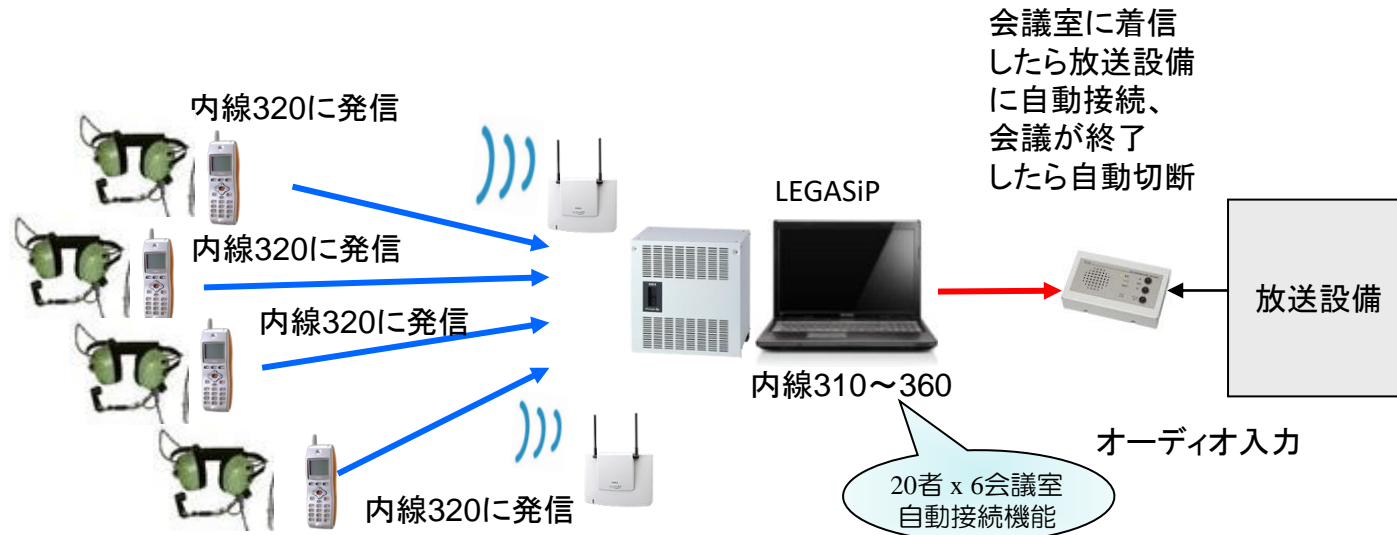 会議室に着信
したら放送設備
に自動接続、
会議が終了
したら自動切断
内線320に発信
LEGASiP
内線320に発信
内線320に発信
放送設備
内線310～360
オーディオ入力
20者 x 6会議室
自動接続機能
内線320に発信